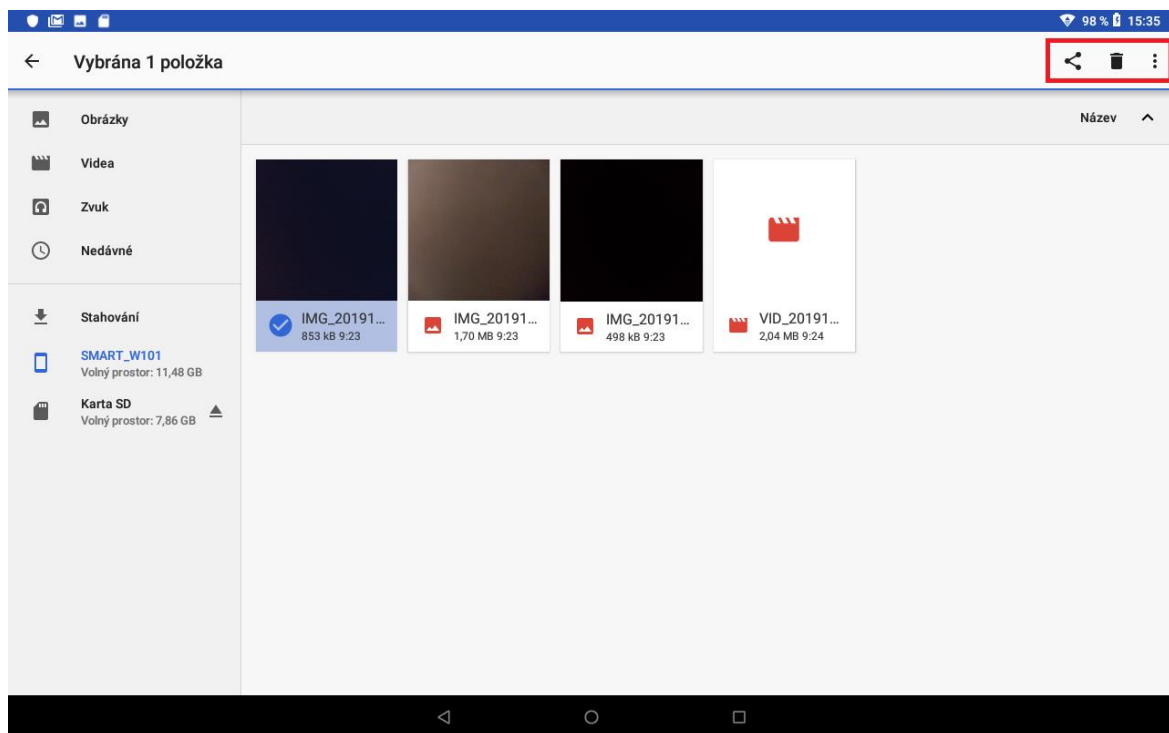 98 % 15:35
Vybrána 1 položka
Obrázky
Videa
Zvuk
Nedávné
Stahování
SMART_W101
Volný prostor: 11,48 GB
Karta SD
Volný prostor: 7,86 GB
Název
IMG_20191...
853 kB 9:23
IMG_20191...
1,70 MB 9:23
IMG_20191...
498 kB 9:23
VID_20191...
2,04 MB 9:24